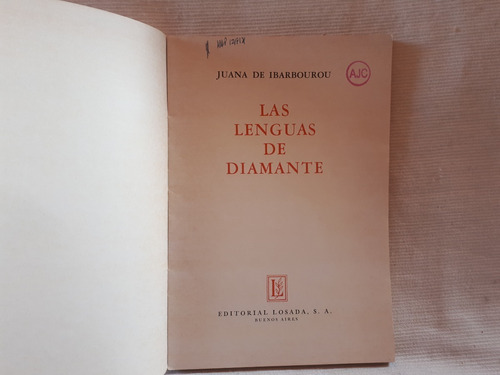 JUANA DE IBARBOUROU
AJC
LAS
LENGUAS
DE
DIAMANTE
EDITORIAL LOSADA, S. A.
BUENOS AIRES